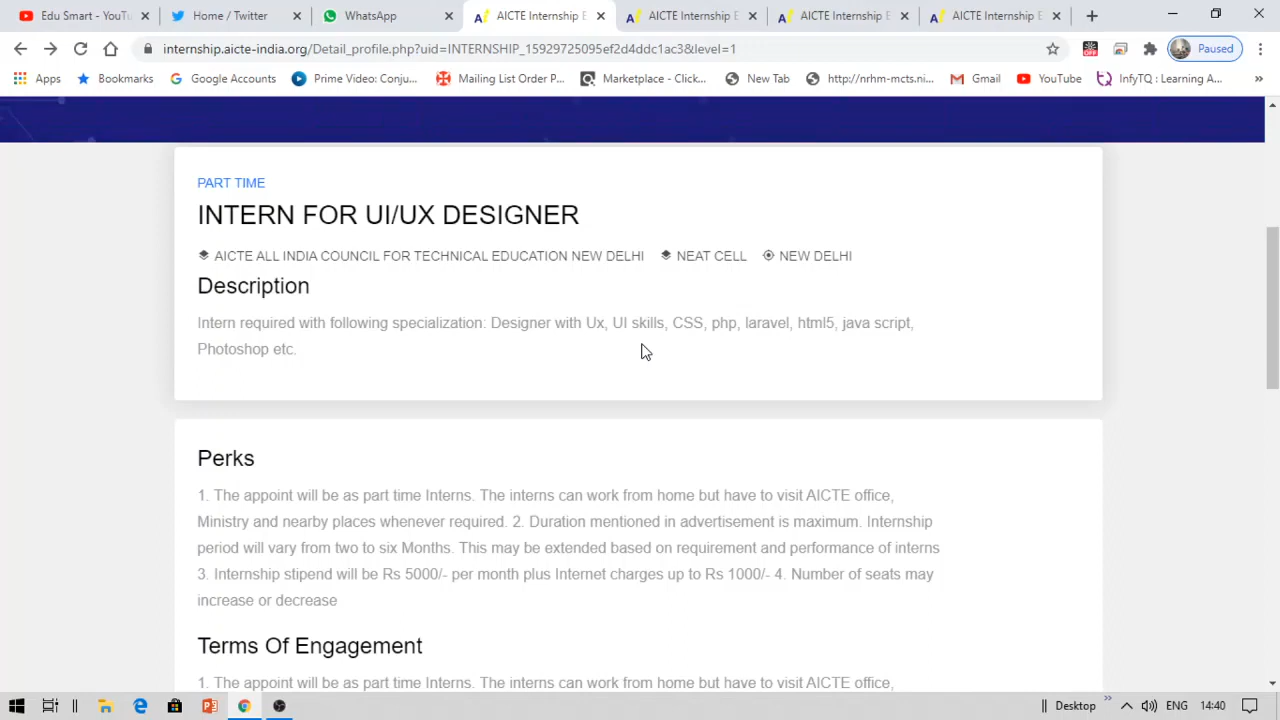 Edu Smart - YouTu
Home / Twitter
WhatsApp
AICTE Internship E
AICTE Internship E
AICTE Internship E
AICTE Internship E
internship.aicte-india.org/Detail_profile.php?uid=INTERNSHIP_15929725095ef2d4ddc1ac3&level=1
Paused
Apps
Bookmarks
Google Accounts
Prime Video: Conju...
Mailing List Order P...
Marketplace - Click...
New Tab
http://nrhm-mcts.ni...
Gmail
YouTube
InfyTQ : Learning A...
PART TIME
INTERN FOR UI/UX DESIGNER
AICTE ALL INDIA COUNCIL FOR TECHNICAL EDUCATION NEW DELHI NEAT CELL NEW DELHI
Description
Intern required with following specialization: Designer with Ux, UI skills, CSS, php, laravel, html5, java script,
Photoshop etc.
Perks
1. The appoint will be as part time Interns. The interns can work from home but have to visit AICTE office,
Ministry and nearby places whenever required. 2. Duration mentioned in advertisement is maximum. Internship
period will vary from two to six Months. This may be extended based on requirement and performance of interns
3. Internship stipend will be Rs 5000/- per month plus Internet charges up to Rs 1000/- 4. Number of seats may
increase or decrease
Terms Of Engagement
1. The appoint will be as part time Interns. The interns can work from home but have to visit AICTE office,
Desktop
ENG
14:40